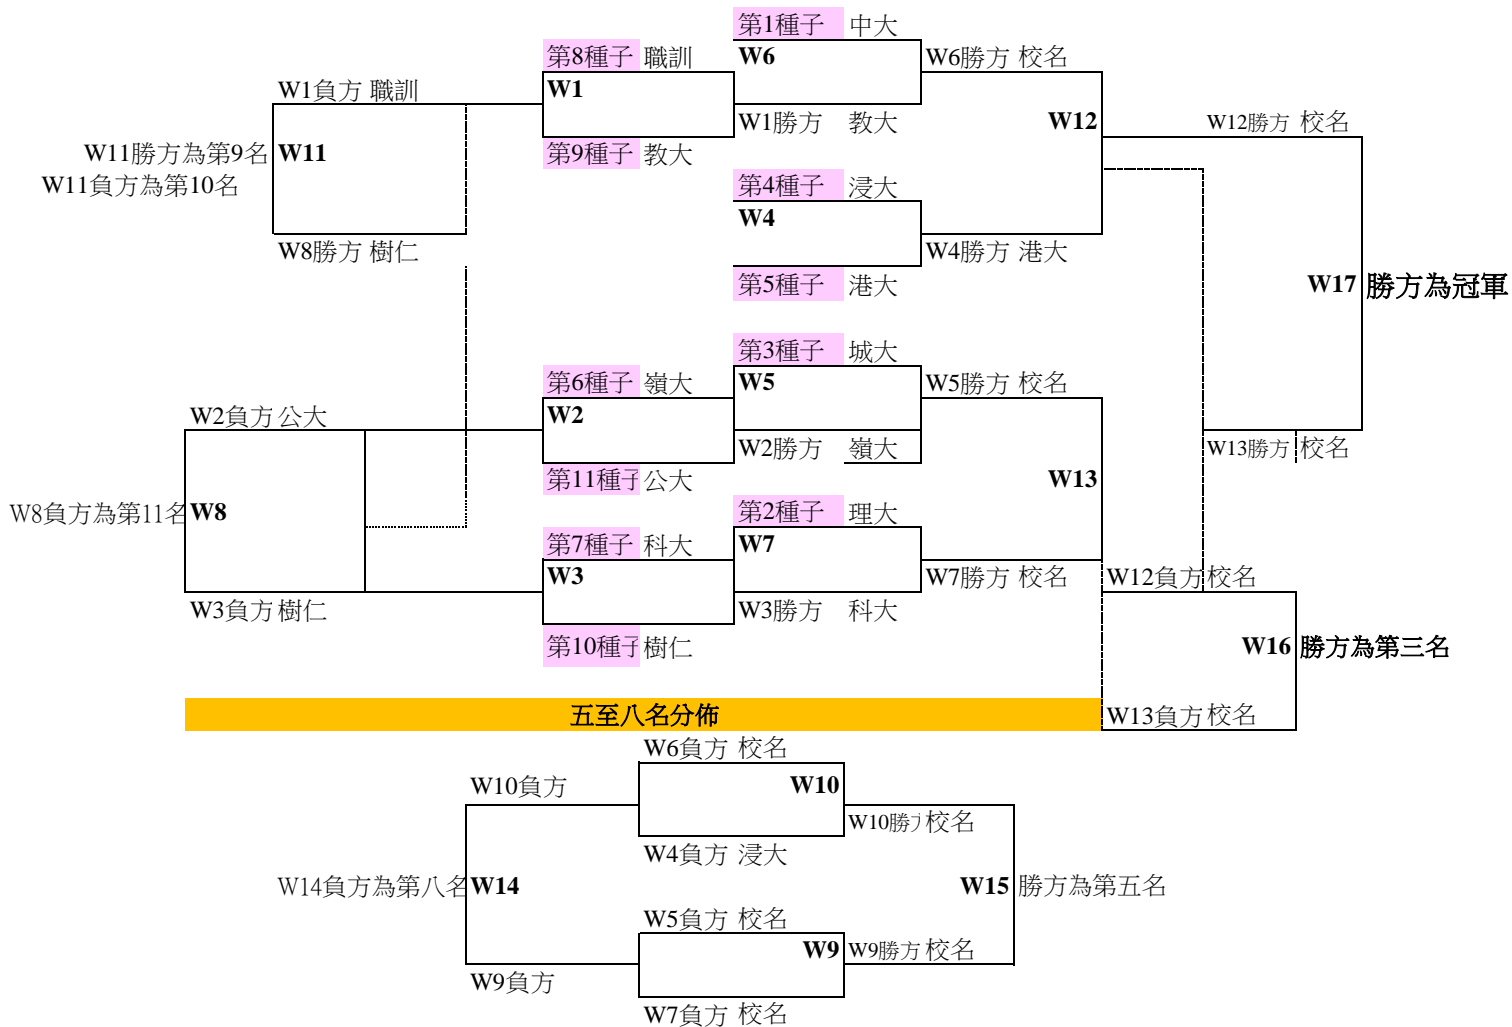 第1種子 中大
第8種子 職訓 W6 W6勝方 校名
W1負方 職訓 W1
W1勝方 教大 W12 W12勝方 校名
W11勝方為第9名 W11 第9種子 教大
W11負方為第10名 第4種子 浸大
W4
W8勝方 樹仁 W4勝方 港大
第5種子 港大 W17 勝方為冠軍
第3種子 城大
第6種子 嶺大 W5 W5勝方 校名
W2負方 公大 W2
W2勝方 嶺大 W13勝方 校名
第11種子 公大 W13
W8負方為第11名 W8 第2種子 理大
第7種子 科大 W7
W3 W7勝方 校名 W12負方 校名
W3負方 樹仁 W3勝方 科大
第10種子 樹仁 W16 勝方為第三名
五至八名分佈 W13負方 校名
W6負方 校名
W10負方 W10
W10勝方 校名
W4負方 浸大
W14負方為第八名 W14 W15 勝方為第五名
W5負方 校名
W9 W9勝方 校名
W9負方
W7負方 校名